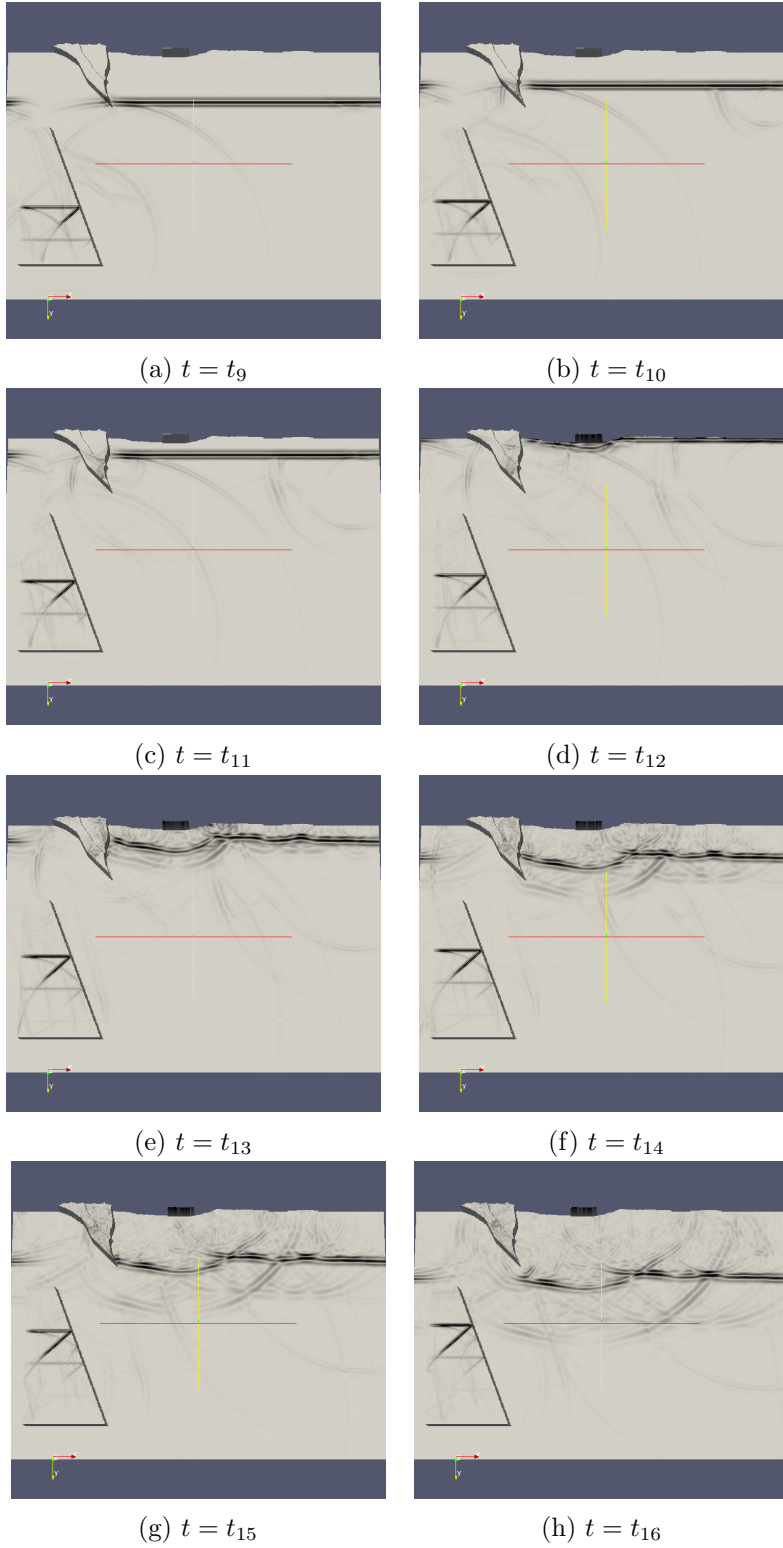 (a) t = t₉
(b) t = t₁₀
(c) t = t₁₁
(d) t = t₁₂
(e) t = t₁₃
(f) t = t₁₄
(g) t = t₁₅
(h) t = t₁₆